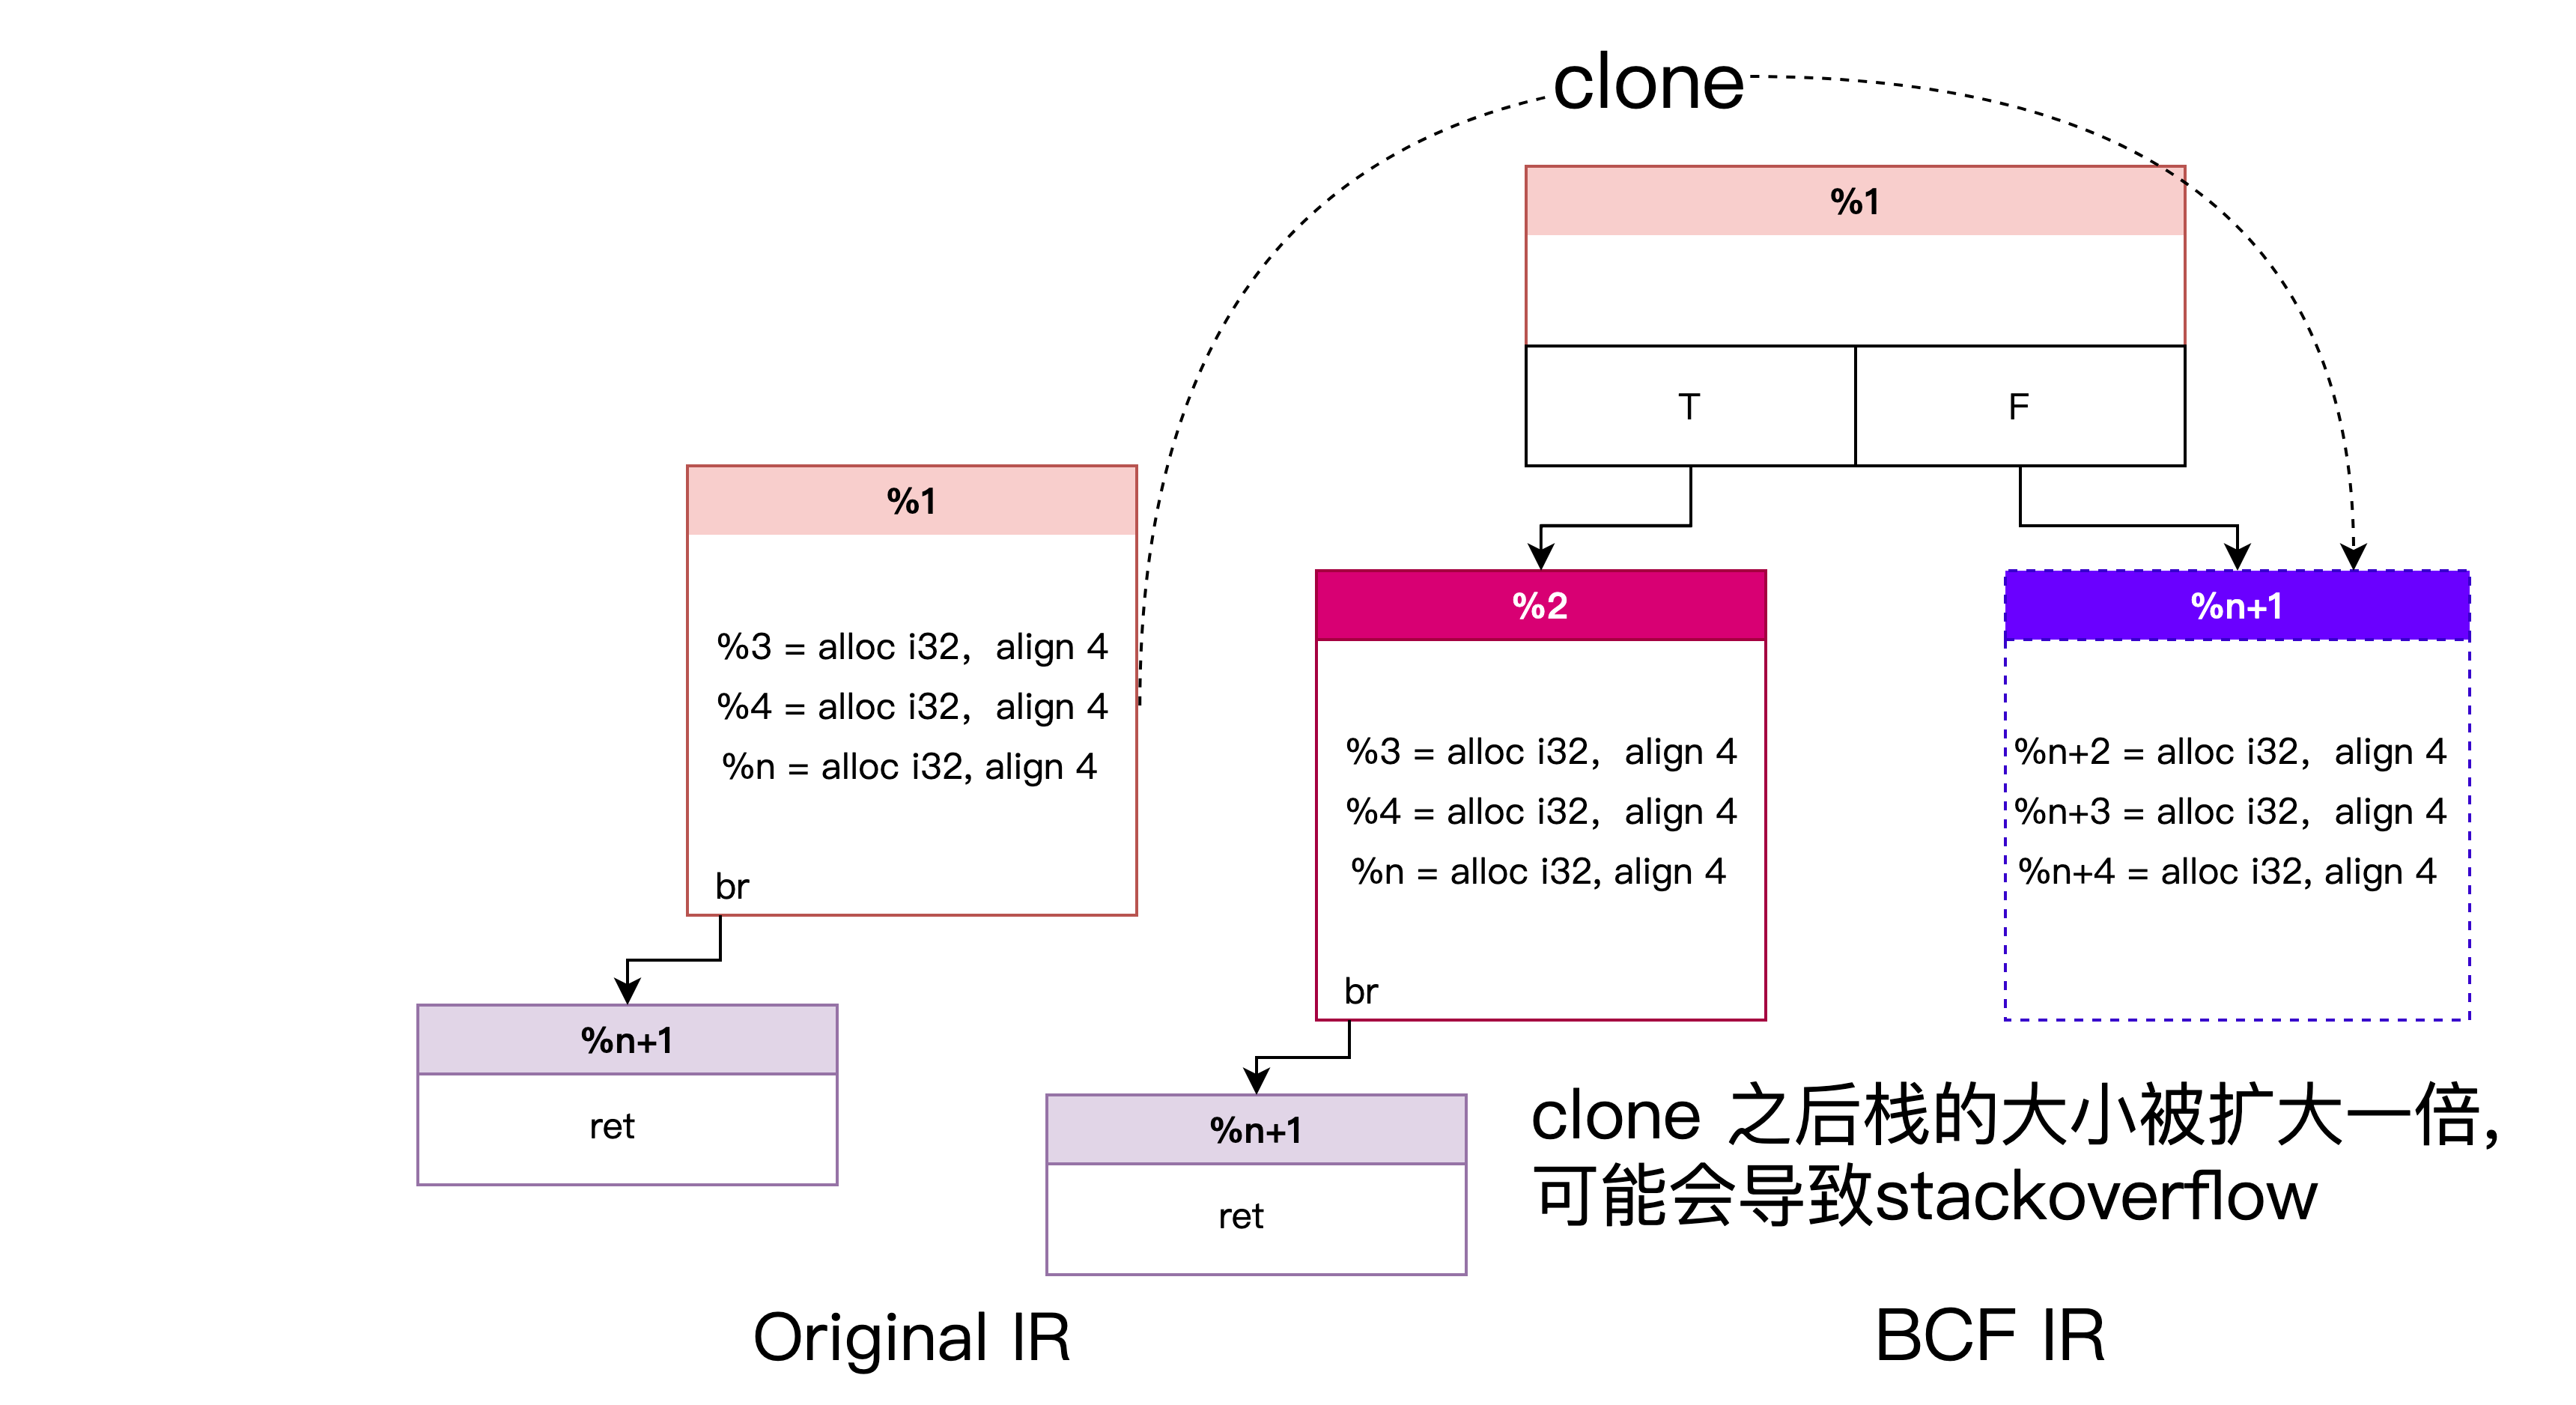 clone
%1
T
F
%1
%3 = alloc i32,  align 4
%4 = alloc i32,  align 4
%n = alloc i32, align 4
br
%n+1
ret
%2
%3 = alloc i32,  align 4
%4 = alloc i32,  align 4
%n = alloc i32, align 4
br
%n+1
ret
%n+1
%n+2 = alloc i32,  align 4
%n+3 = alloc i32,  align 4
%n+4 = alloc i32, align 4
clone 之后栈的大小被扩大一倍,
可能会导致stackoverflow
Original IR
BCF IR